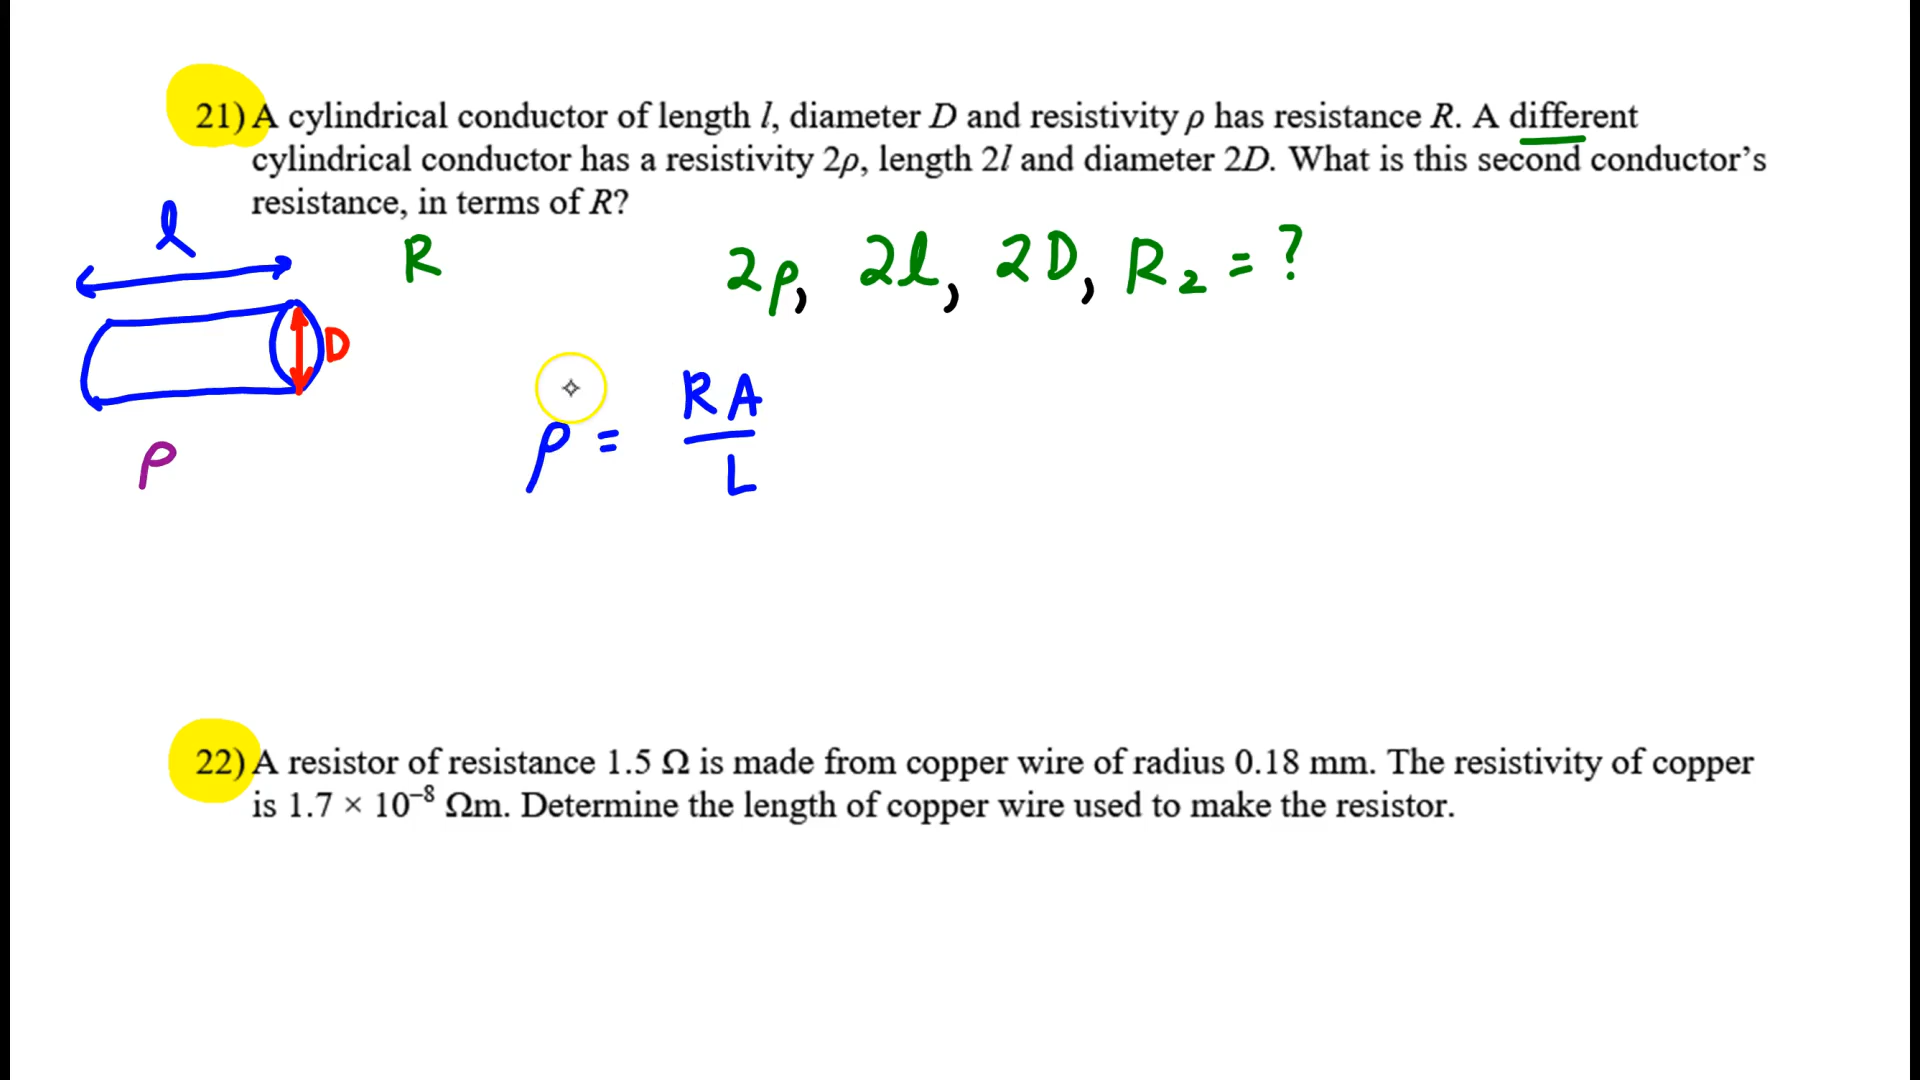 21) A cylindrical conductor of length l, diameter D and resistivity ρ has resistance R. A different
cylindrical conductor has a resistivity 2ρ, length 2l and diameter 2D. What is this second conductor’s
resistance, in terms of R?
l
R
2ρ, 2l, 2D, R₂ = ?
D
ρ
ρ = RA / L
22) A resistor of resistance 1.5 Ω is made from copper wire of radius 0.18 mm. The resistivity of copper
is 1.7 × 10⁻⁸ Ωm. Determine the length of copper wire used to make the resistor.